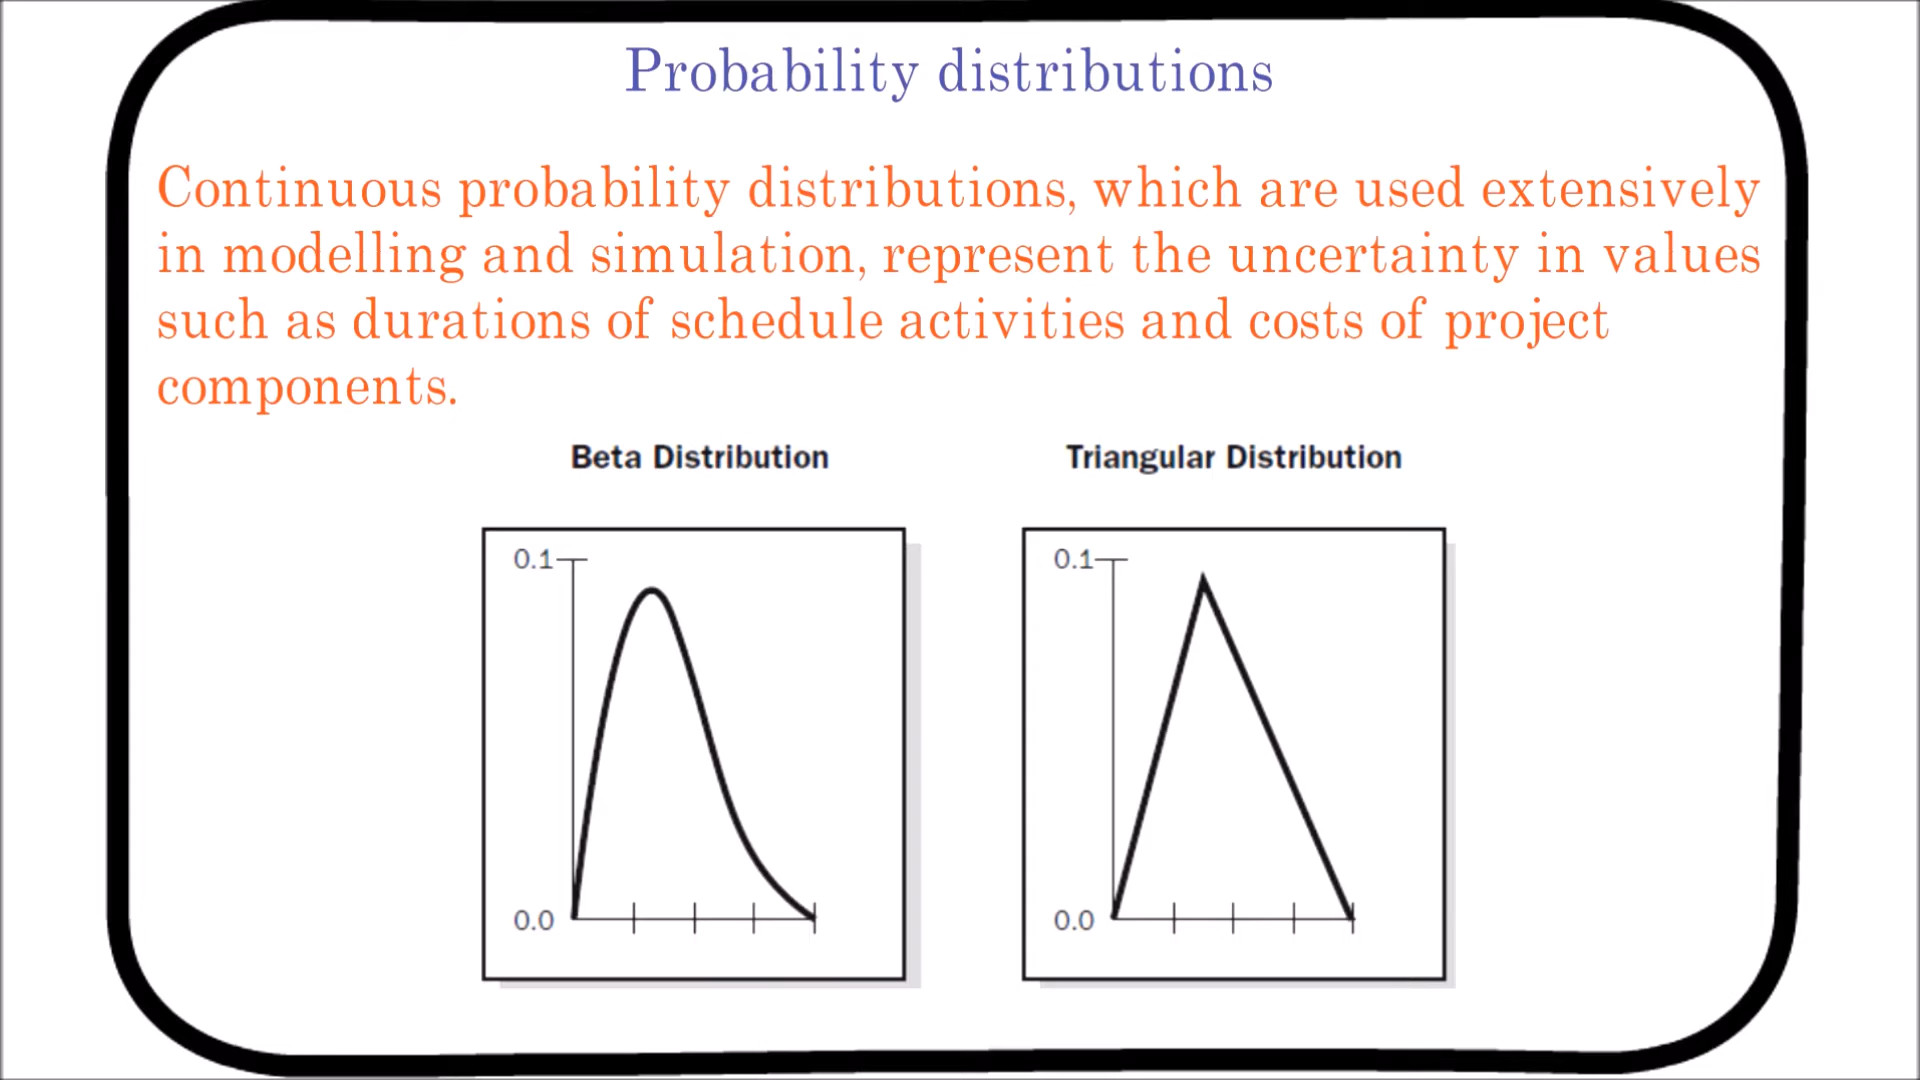 Probability distributions
Continuous probability distributions, which are used extensively
in modelling and simulation, represent the uncertainty in values
such as durations of schedule activities and costs of project
components.
Beta Distribution
Triangular Distribution
0.1
0.0
0.1
0.0